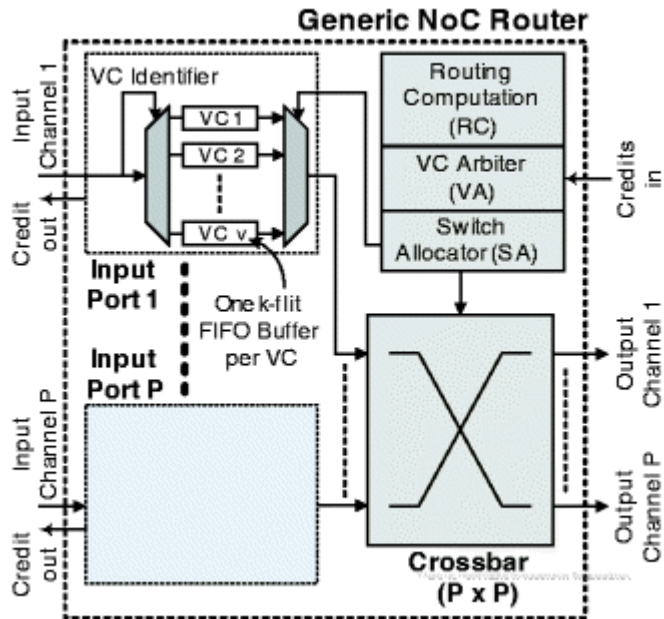 Generic NoC Router
VC Identifier
Input
Channel 1
Credit
out
VC 1
VC 2
VC v
Routing
Computation
(RC)
VC Arbiter
(VA)
Switch
Allocator (SA)
Credits
in
Input
Port 1
One k-flit
FIFO Buffer
per VC
Input
Port P
Input
Channel P
Credit
out
Output
Channel 1
Output
Channel P
Crossbar
(P x P)